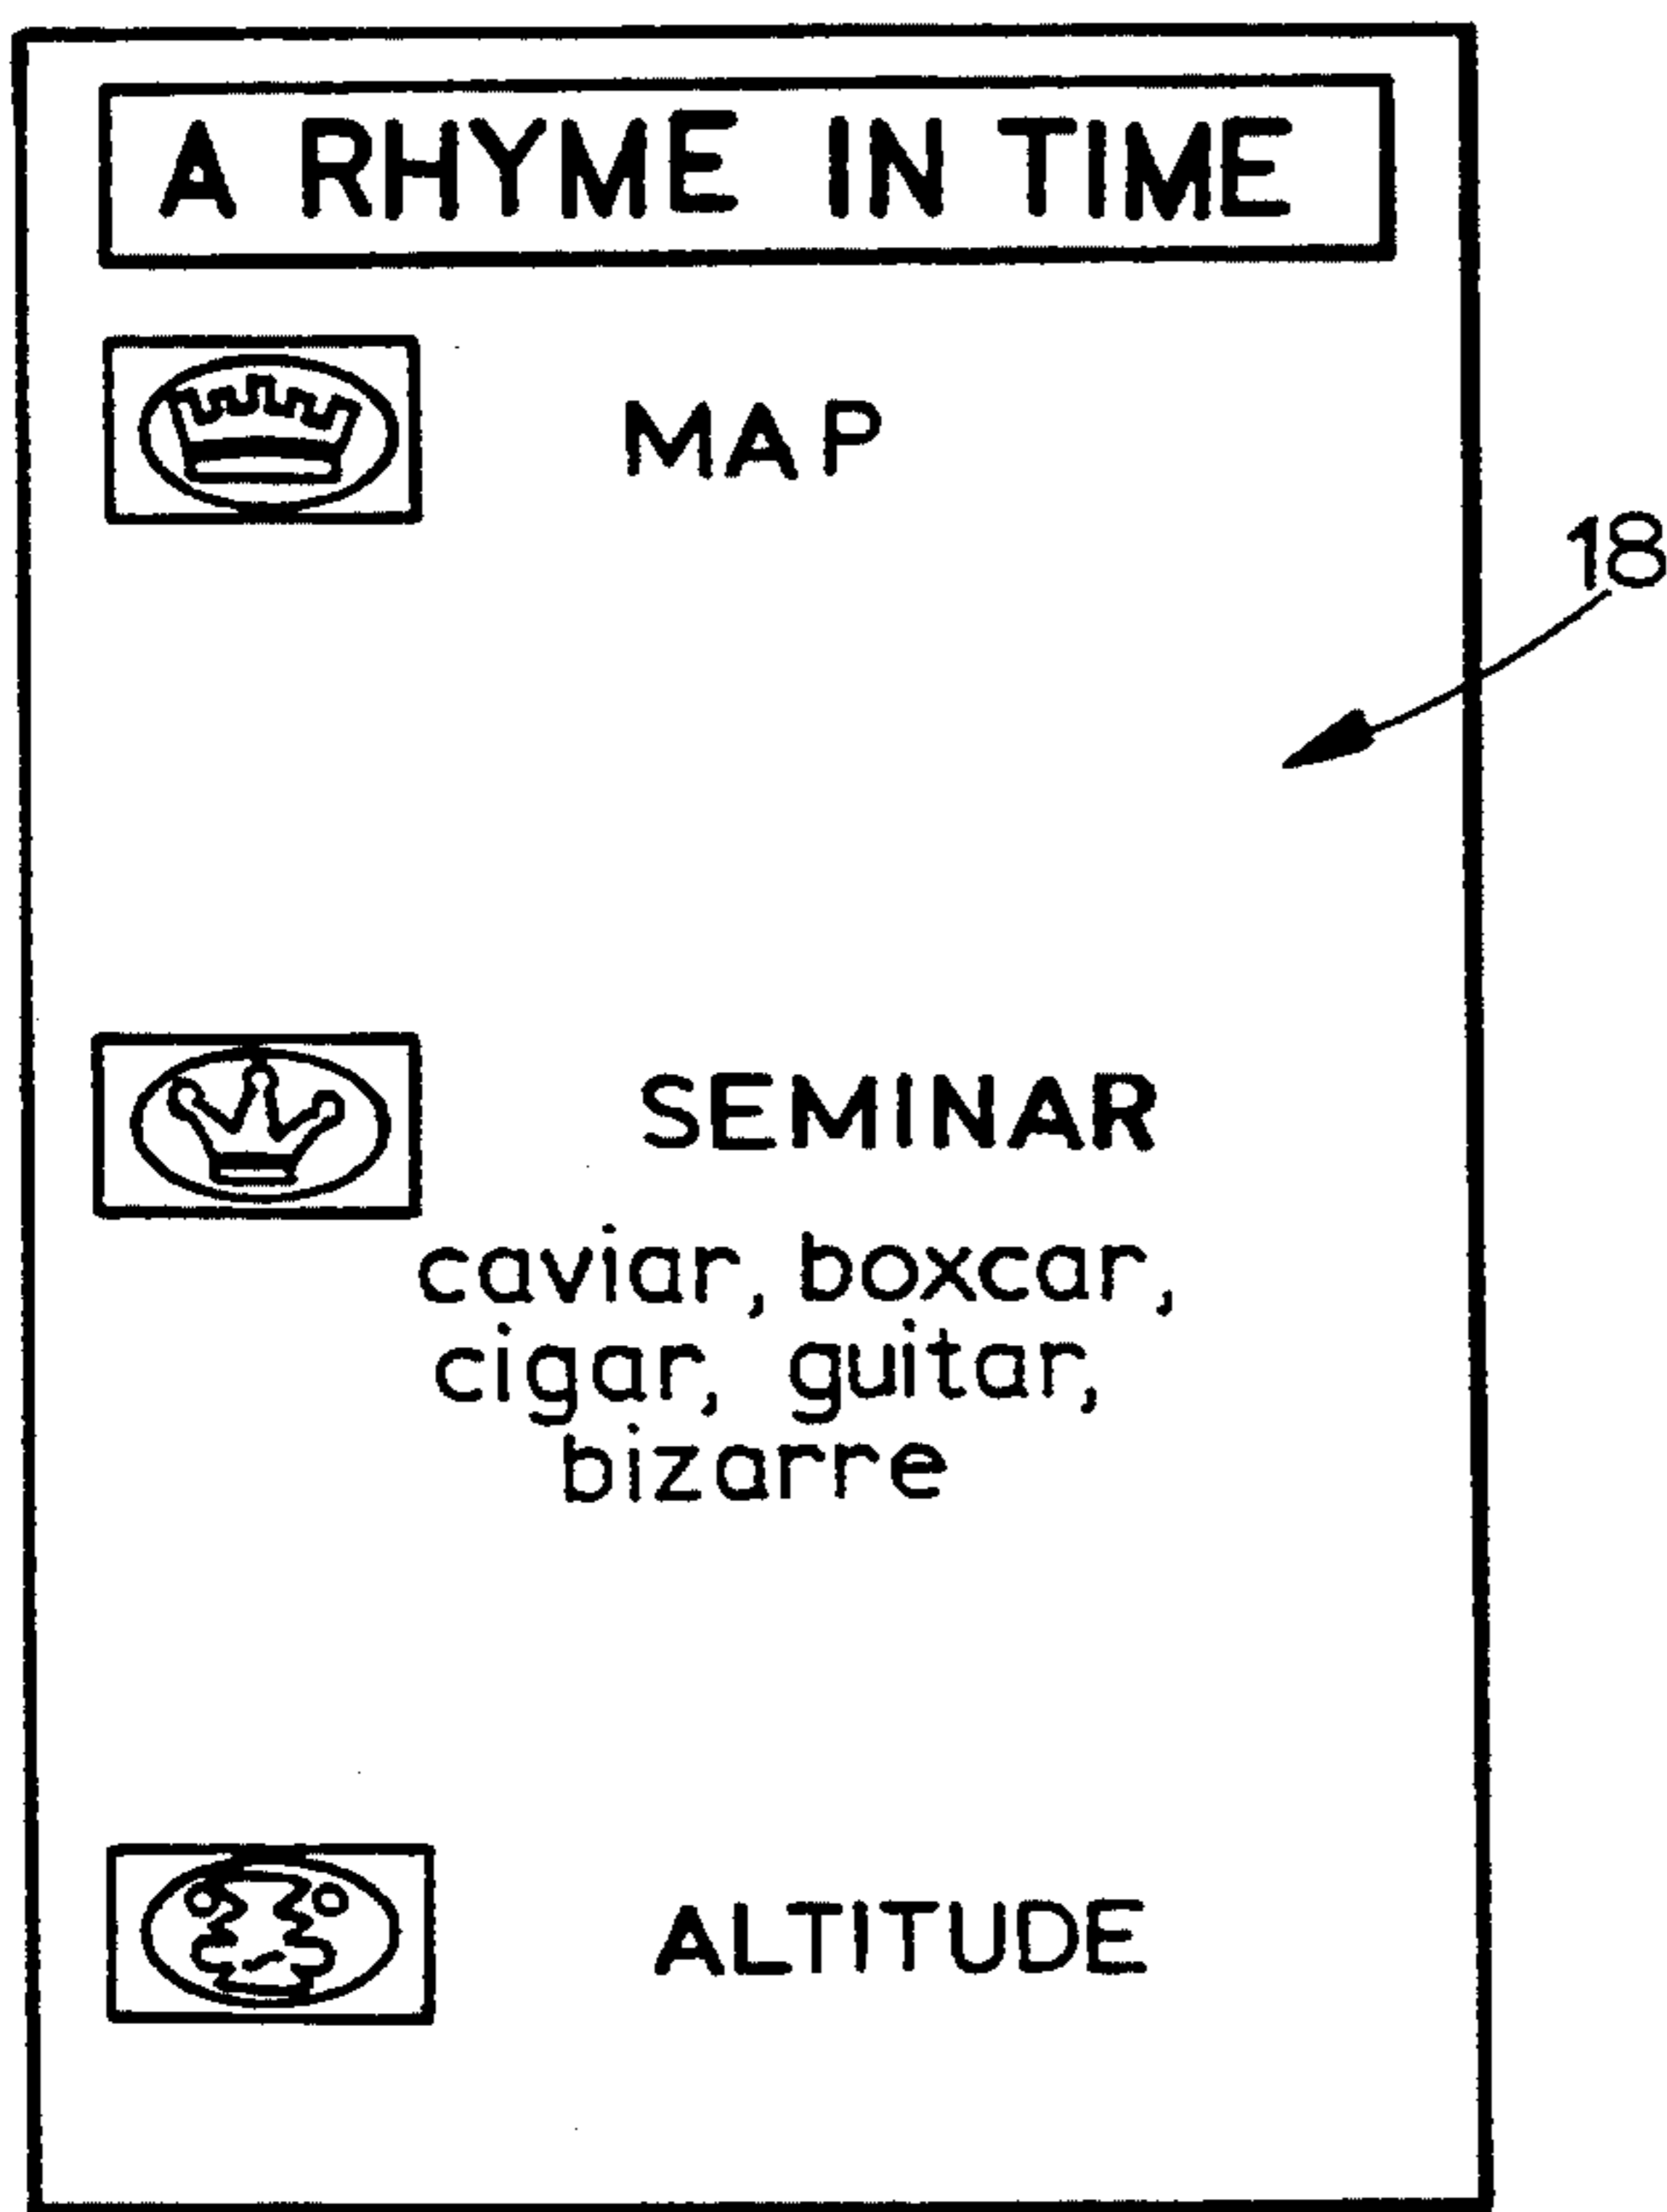 A RHYME IN TIME
MAP
18
SEMINAR
caviar, boxcar,
cigar, guitar,
bizarre
ALTITUDE